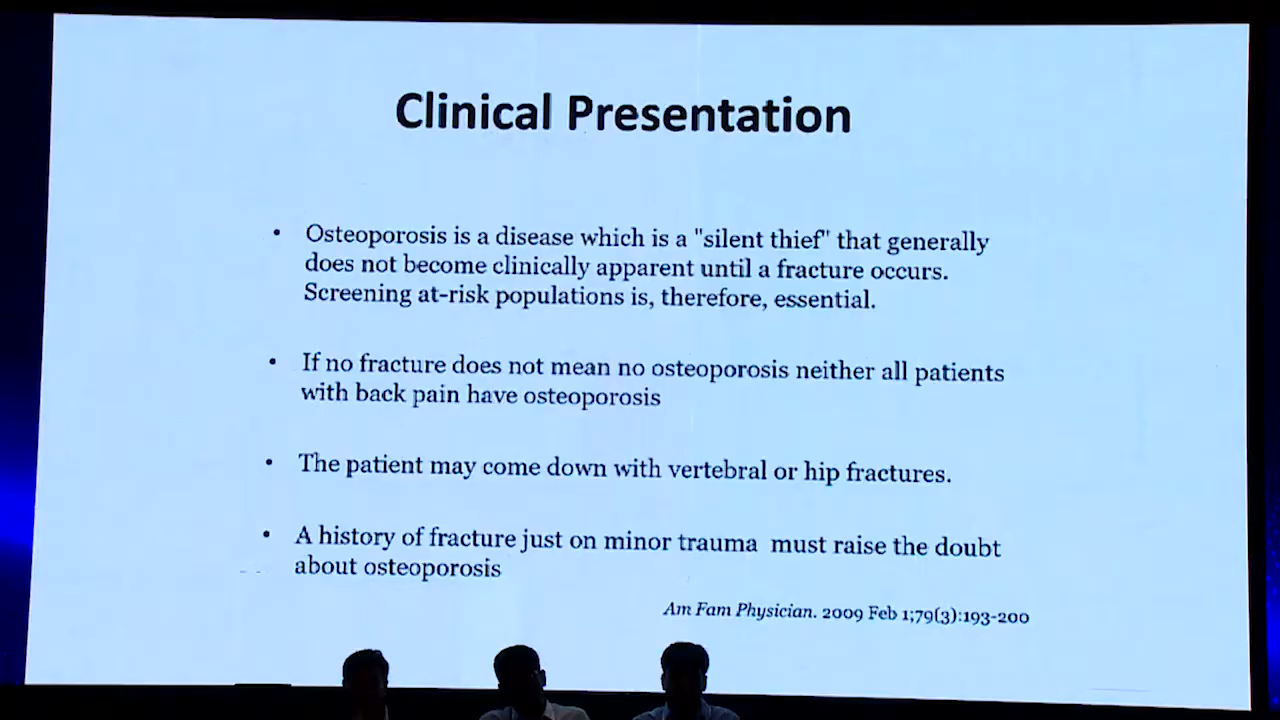 Clinical Presentation
• Osteoporosis is a disease which is a "silent thief" that generally
does not become clinically apparent until a fracture occurs.
Screening at-risk populations is, therefore, essential.
• If no fracture does not mean no osteoporosis neither all patients
with back pain have osteoporosis
• The patient may come down with vertebral or hip fractures.
• A history of fracture just on minor trauma must raise the doubt
about osteoporosis
Am Fam Physician. 2009 Feb 1;79(3):193-200